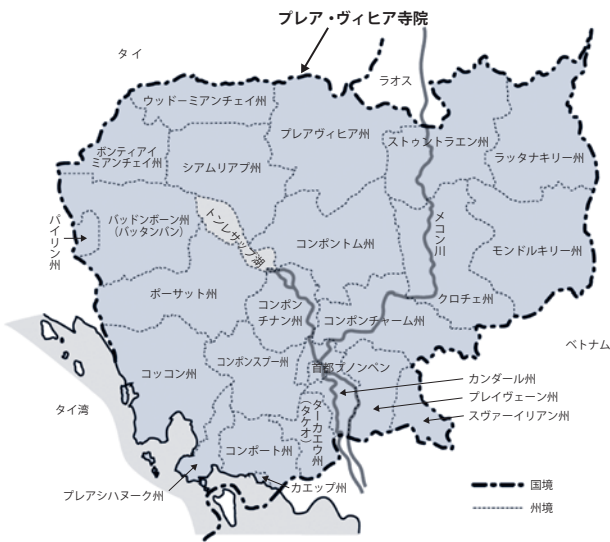 プレア・ヴィヒア寺院
タイ
ラオス
ウッドーミアンチェイ州
プレアヴィヒア州
ストゥントラエン州
ボンティアイ
ミアンチェイ州
シアムリアプ州
ラッタナキリー州
パイリン州
バッドンボーン州
（バッタンバン）
トンレサップ湖
メコン川
コンポントム州
モンドルキリー州
ポーサット州
コンポン
チナン州
コンポンチャーム州
クロチェ州
ベトナム
コッコン州
コンポンスプー州
首都プノンペン
カンダール州
プレイヴェーン州
スヴァーイリアン州
タイ湾
ターカエウ州
（タケオ）
コンポート州
プレアシハヌーク州
カエップ州
国境
州境